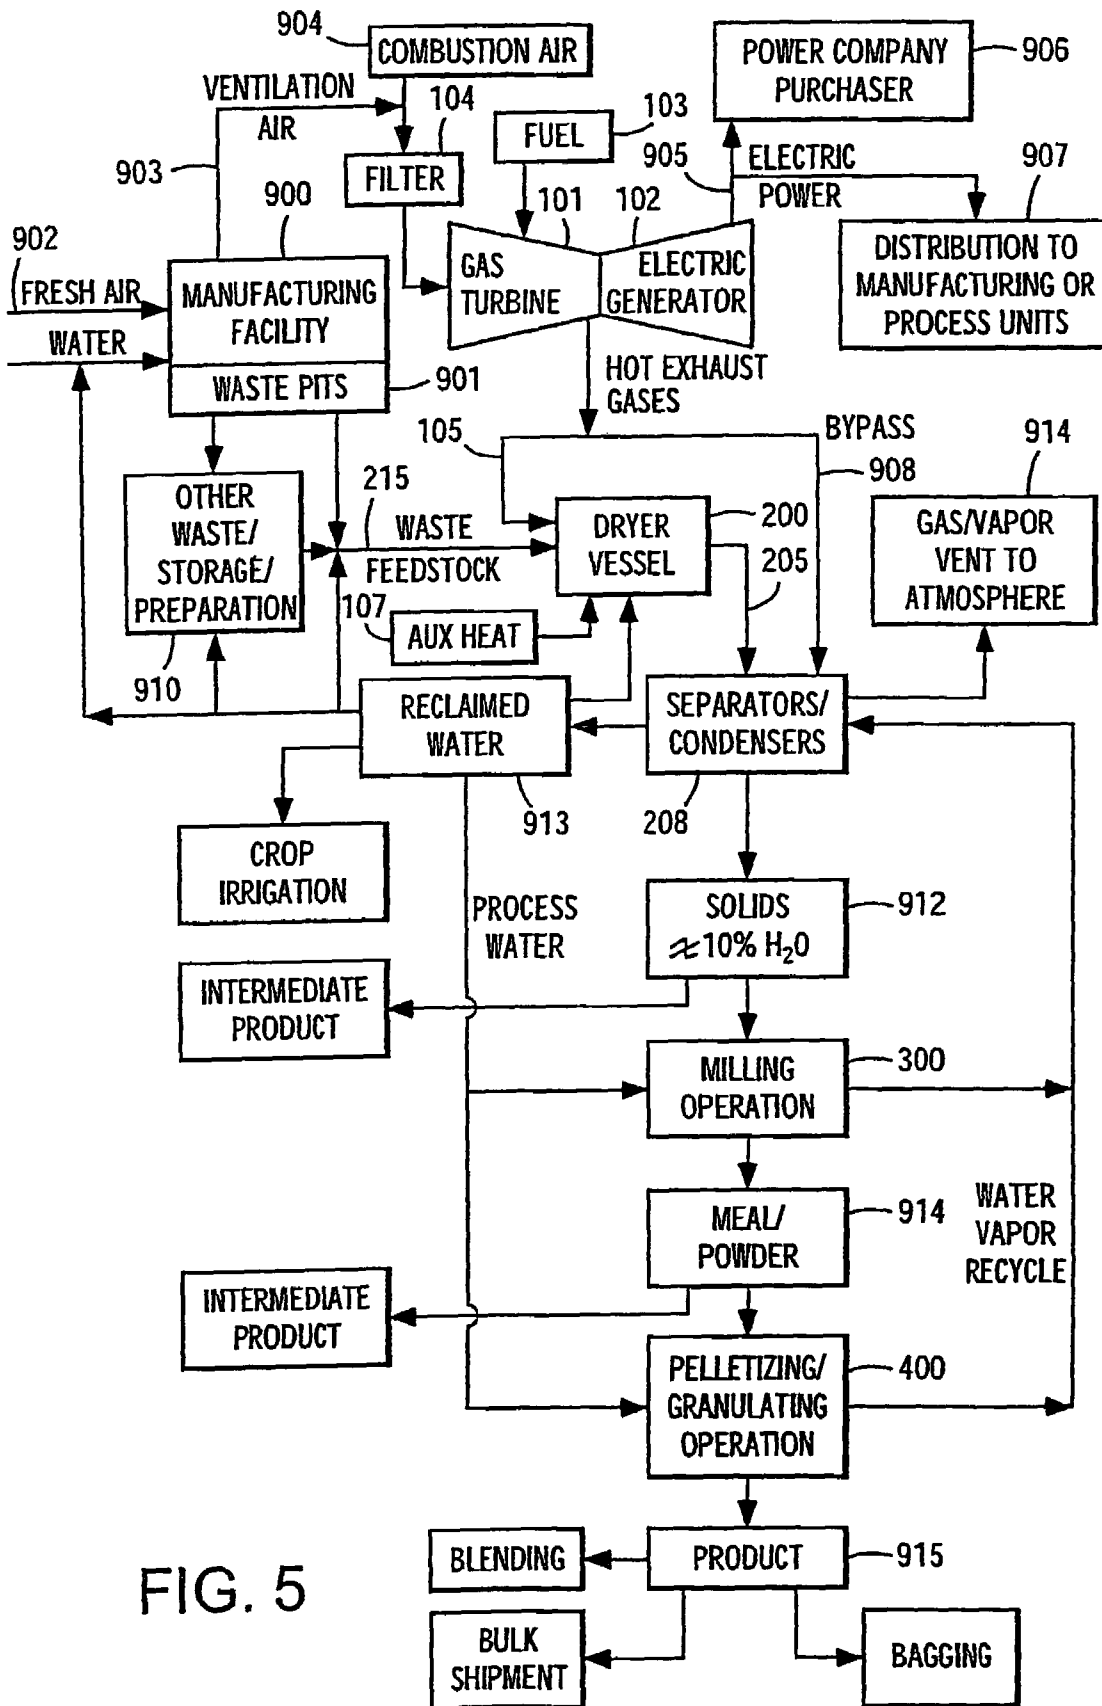 904
COMBUSTION AIR
POWER COMPANY
PURCHASER
906
VENTILATION
AIR
104
FUEL
103
903
900
FILTER
905
ELECTRIC
POWER
907
902
101
102
FRESH AIR
MANUFACTURING
FACILITY
GAS
TURBINE
ELECTRIC
GENERATOR
DISTRIBUTION TO
MANUFACTURING OR
PROCESS UNITS
WATER
WASTE PITS
901
HOT EXHAUST
GASES
105
BYPASS
908
914
OTHER
WASTE/
STORAGE/
PREPARATION
215
WASTE
FEEDSTOCK
DRYER
VESSEL
200
205
GAS/VAPOR
VENT TO
ATMOSPHERE
107
AUX HEAT
910
RECLAIMED
WATER
SEPARATORS/
CONDENSERS
913
208
CROP
IRRIGATION
PROCESS
WATER
SOLIDS
≉ 10% H₂O
912
INTERMEDIATE
PRODUCT
MILLING
OPERATION
300
MEAL/
POWDER
914
WATER
VAPOR
RECYCLE
INTERMEDIATE
PRODUCT
PELLETIZING/
GRANULATING
OPERATION
400
BLENDING
PRODUCT
915
FIG. 5
BULK
SHIPMENT
BAGGING